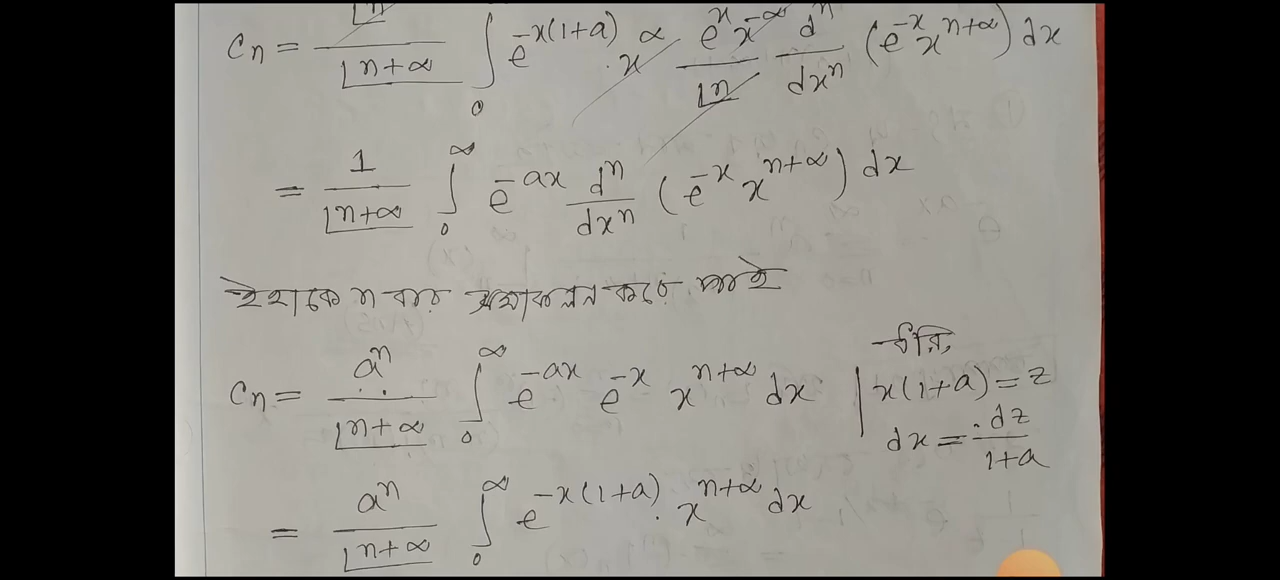 Cn = ⌊n / ⌊n+α ∫₀ e^{-x(1+a)} . x^α e^x x^{-α} / ⌊n dⁿ/dxⁿ (e^{-x} x^{n+α}) dx
= 1 / ⌊n+α ∫₀^∞ e^{-ax} dⁿ/dxⁿ (e^{-x} x^{n+α}) dx
ইহাকে n বার সমাকলন করে পাই
ধরি,
Cn = aⁿ / ⌊n+α ∫₀^∞ e^{-ax} e^{-x} x^{n+α} dx | x(1+a) = z
dx = dz / 1+a
= aⁿ / ⌊n+α ∫₀^∞ e^{-x(1+a)} . x^{n+α} dx